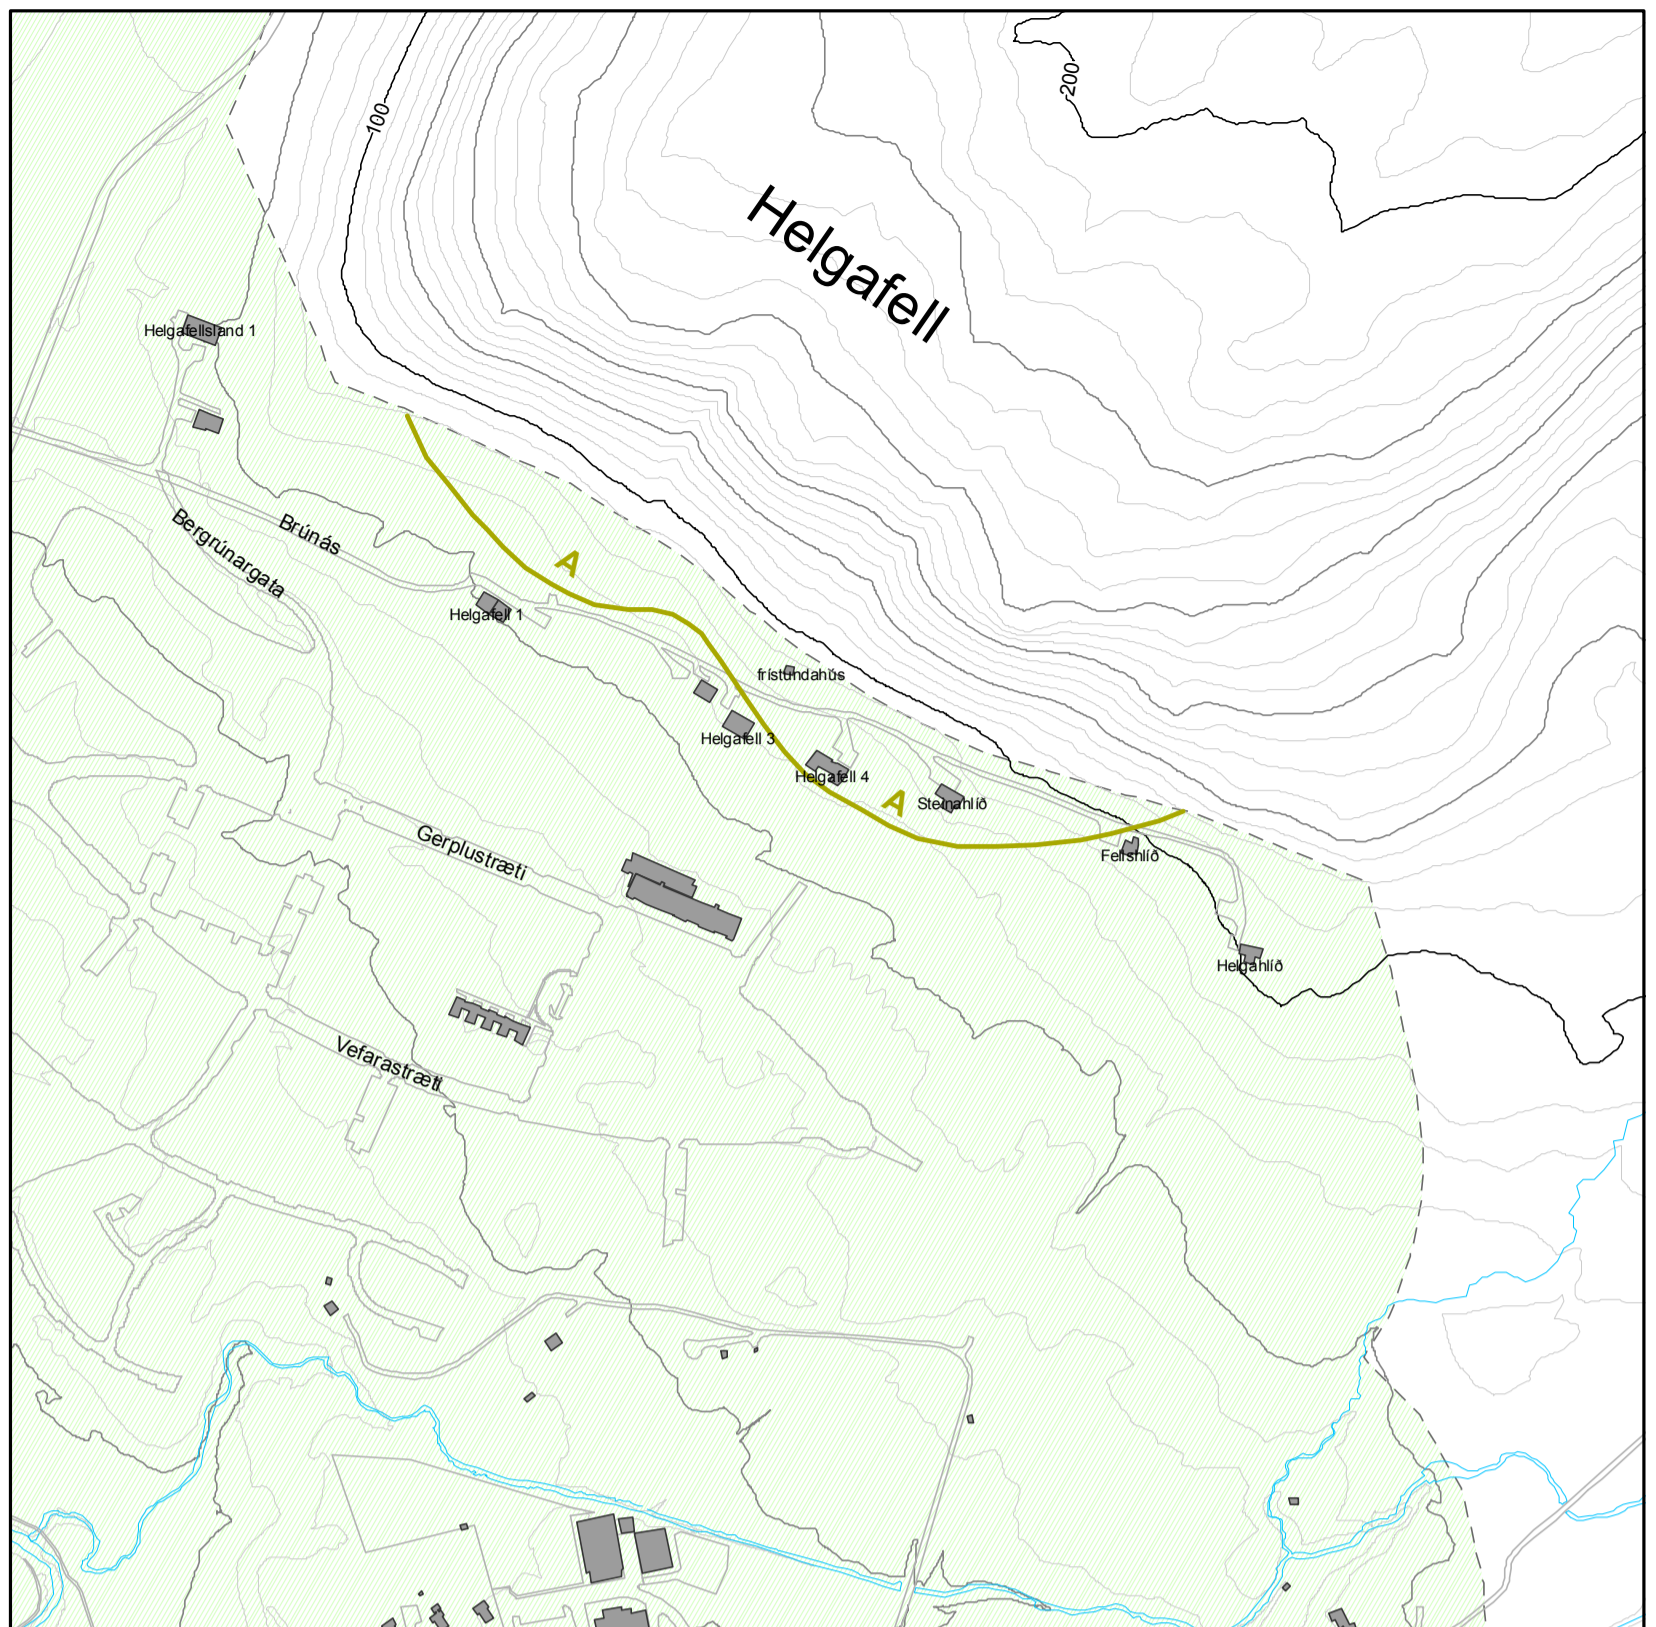 200
100
Helgafell
Helgafellsland 1
Brúnás
Bergrúnargata
A
Helgafell 1
frístundahús
Helgafell 3
Helgafell 4
A
Steinahlíð
Gerplustræti
Fellshlíð
Helgahlíð
Vefarastræti